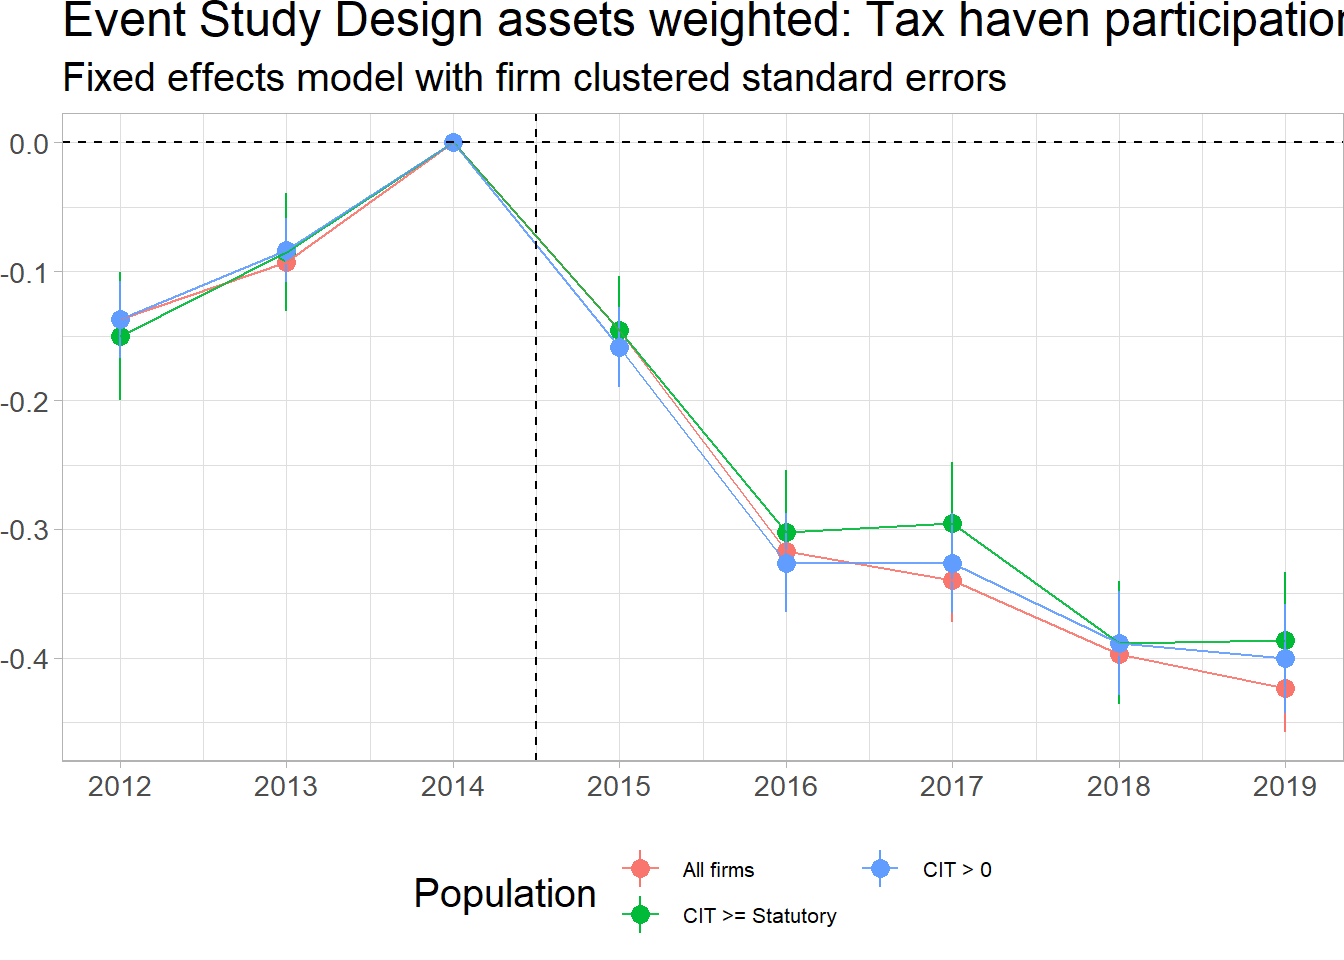 Event Study Design assets weighted: Tax haven participation
Fixed effects model with firm clustered standard errors
0.0
-0.1
-0.2
-0.3
-0.4
2012 2013 2014 2015 2016 2017 2018 2019
Population
All firms
CIT >= Statutory
CIT > 0